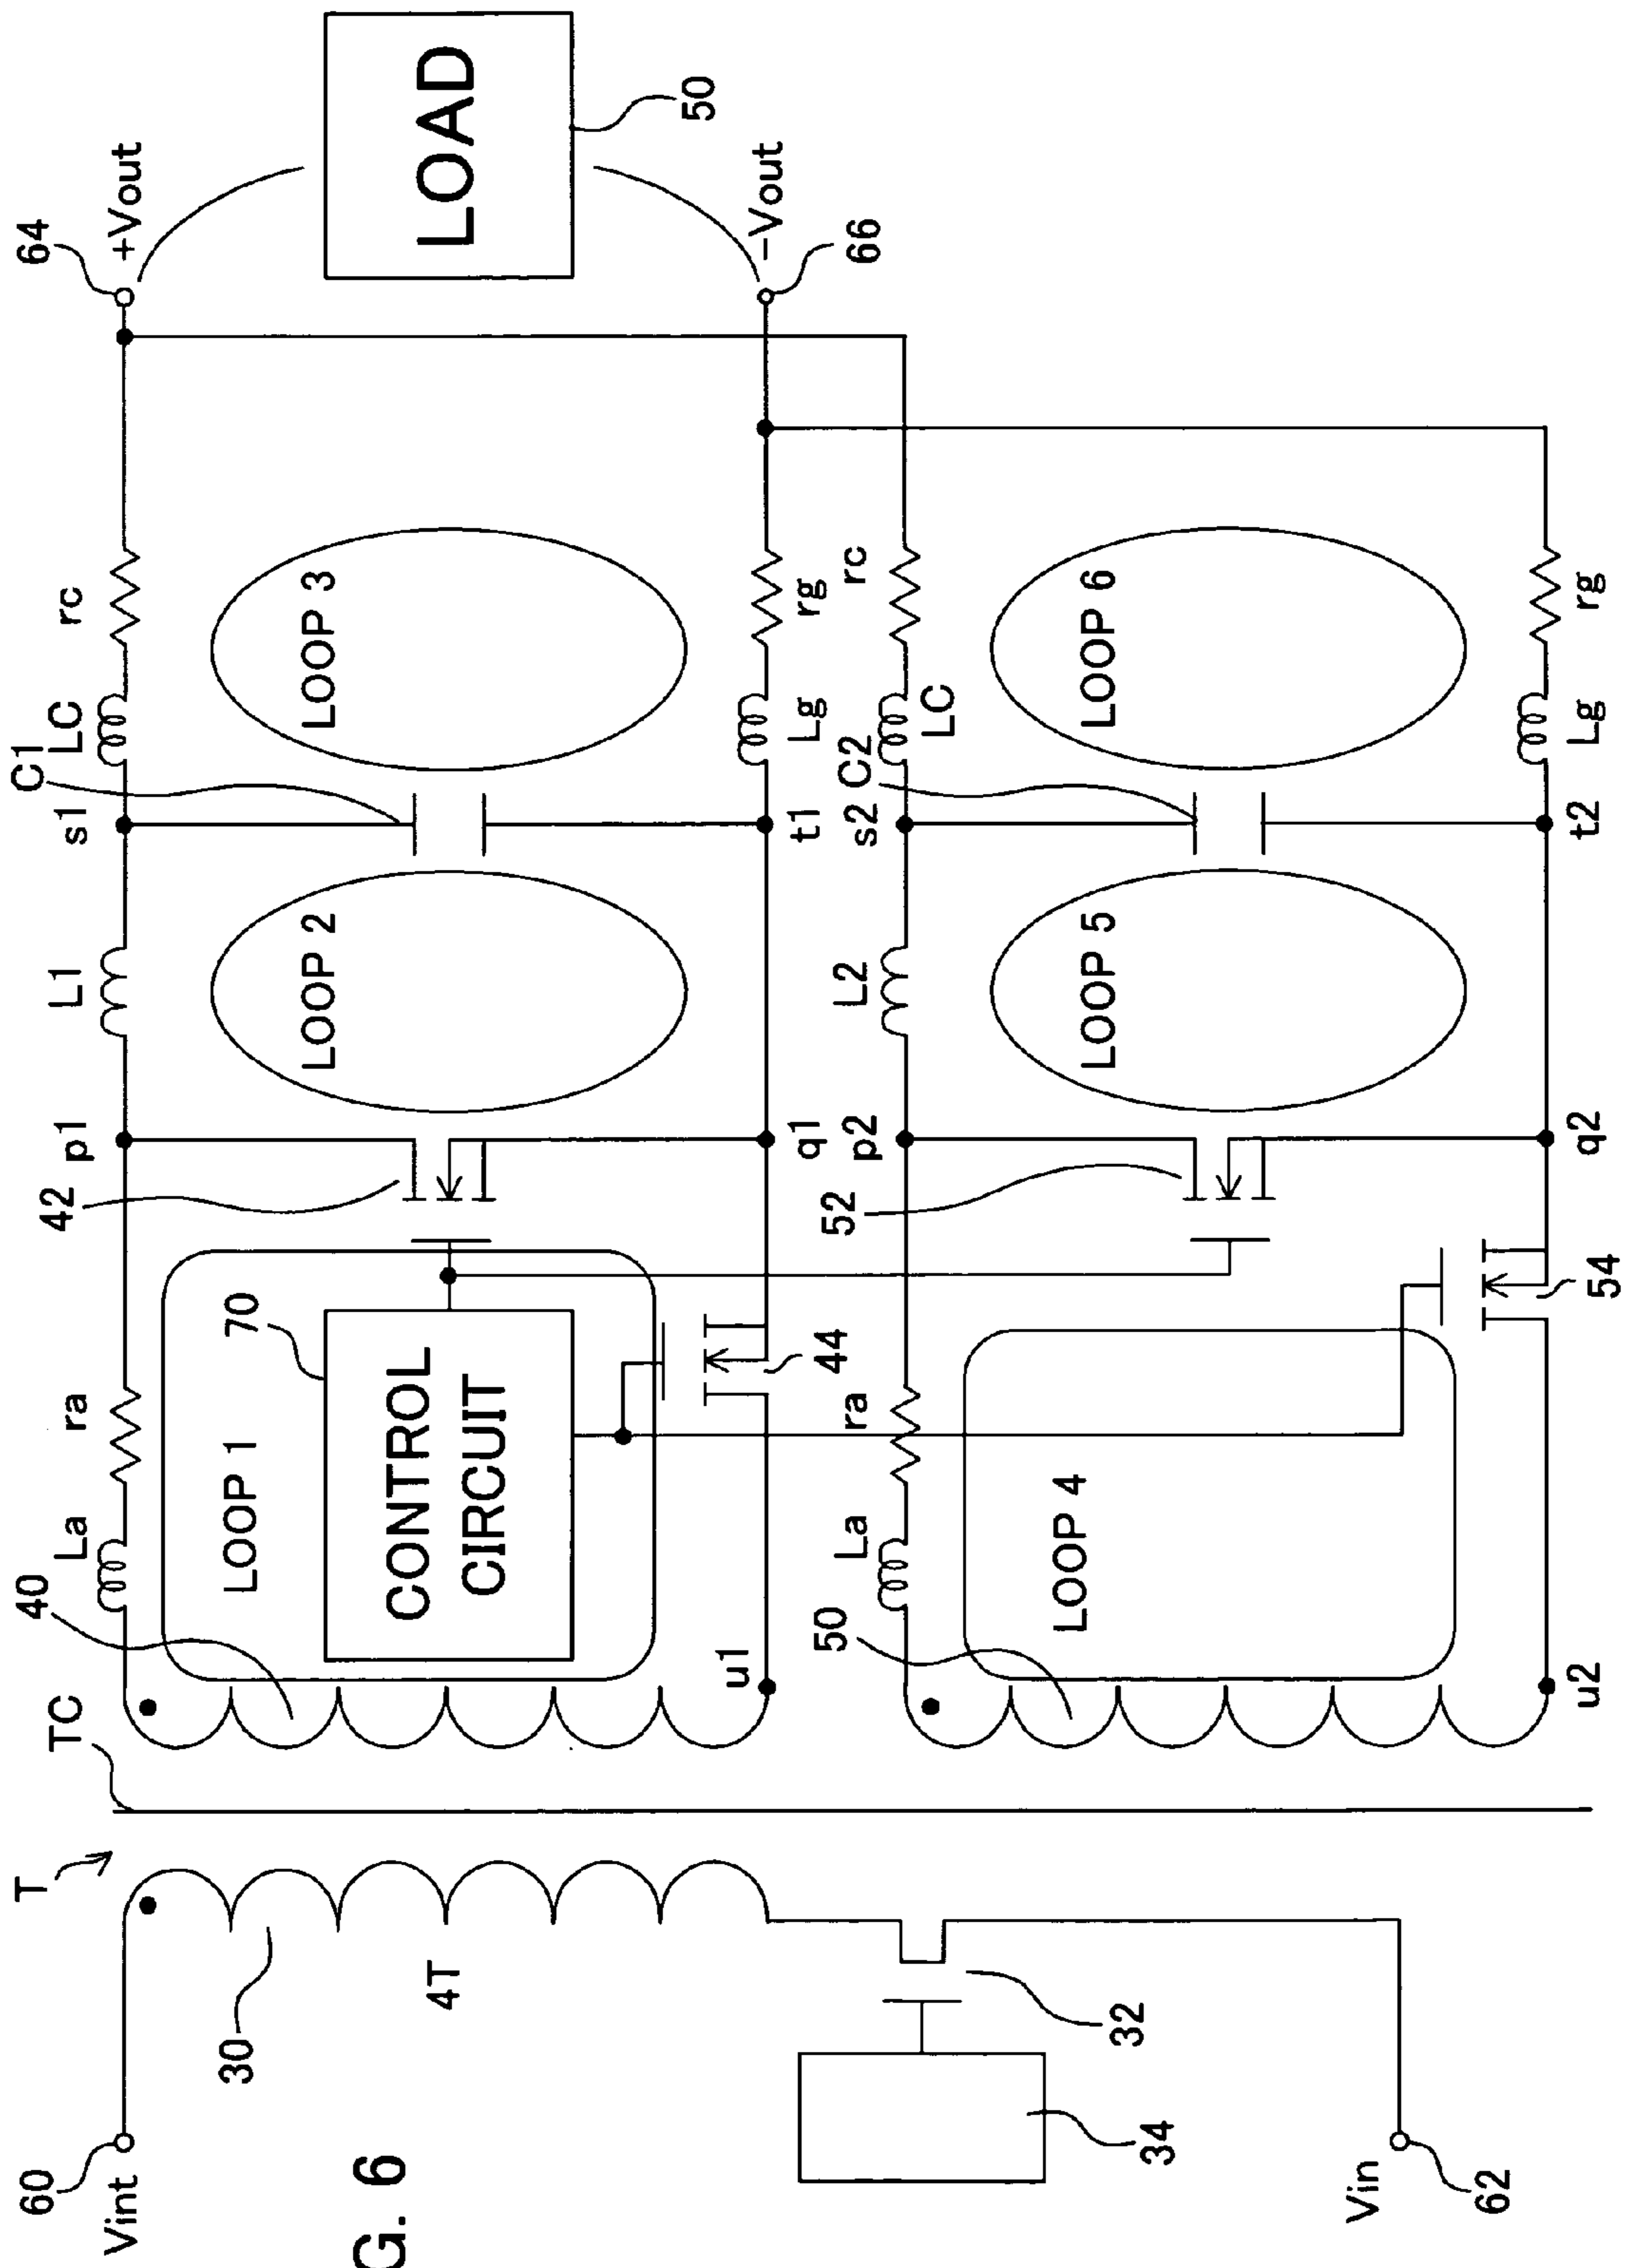 G. 6
60
Vint
30
T
4T
34
32
Vin
62
TC
40
La
ra
LOOP 1
CONTROL
CIRCUIT
70
u1
44
42
p1
L1
s1
C1
LC
rc
64
+Vout
LOOP 2
LOOP 3
LOAD
50
q1
t1
Lg
rg
-Vout
66
50
La
ra
LOOP 4
u2
54
52
p2
L2
s2
C2
LC
rc
LOOP 5
LOOP 6
q2
t2
Lg
rg